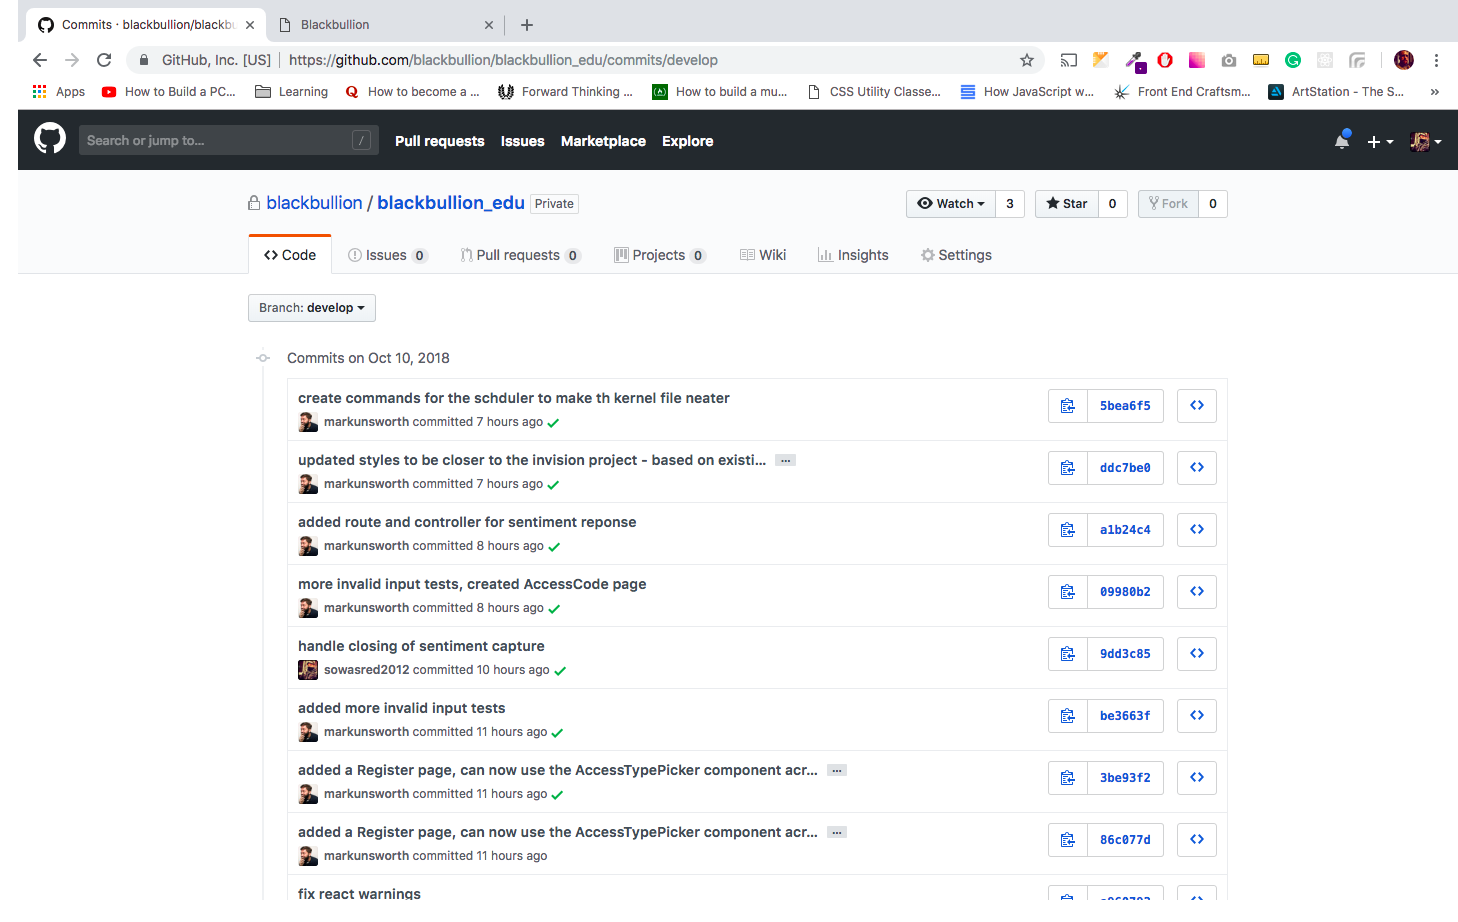 Commits · blackbullion/blackbu
Blackbullion
GitHub, Inc. [US] | https://github.com/blackbullion/blackbullion_edu/commits/develop
Apps How to Build a PC... Learning How to become a ... Forward Thinking ... How to build a mu... CSS Utility Classe... How JavaScript w... Front End Craftsm... ArtStation - The S... »
Search or jump to... / Pull requests Issues Marketplace Explore
blackbullion / blackbullion_edu Private
Watch 3 Star 0 Fork 0
Code Issues 0 Pull requests 0 Projects 0 Wiki Insights Settings
Branch: develop
Commits on Oct 10, 2018
create commands for the schduler to make th kernel file neater
markunsworth committed 7 hours ago
5bea6f5
updated styles to be closer to the invision project - based on existi... ...
markunsworth committed 7 hours ago
ddc7be0
added route and controller for sentiment reponse
markunsworth committed 8 hours ago
a1b24c4
more invalid input tests, created AccessCode page
markunsworth committed 8 hours ago
09980b2
handle closing of sentiment capture
sowasred2012 committed 10 hours ago
9dd3c85
added more invalid input tests
markunsworth committed 11 hours ago
be3663f
added a Register page, can now use the AccessTypePicker component acr... ...
markunsworth committed 11 hours ago
3be93f2
added a Register page, can now use the AccessTypePicker component acr... ...
markunsworth committed 11 hours ago
86c077d
fix react warnings